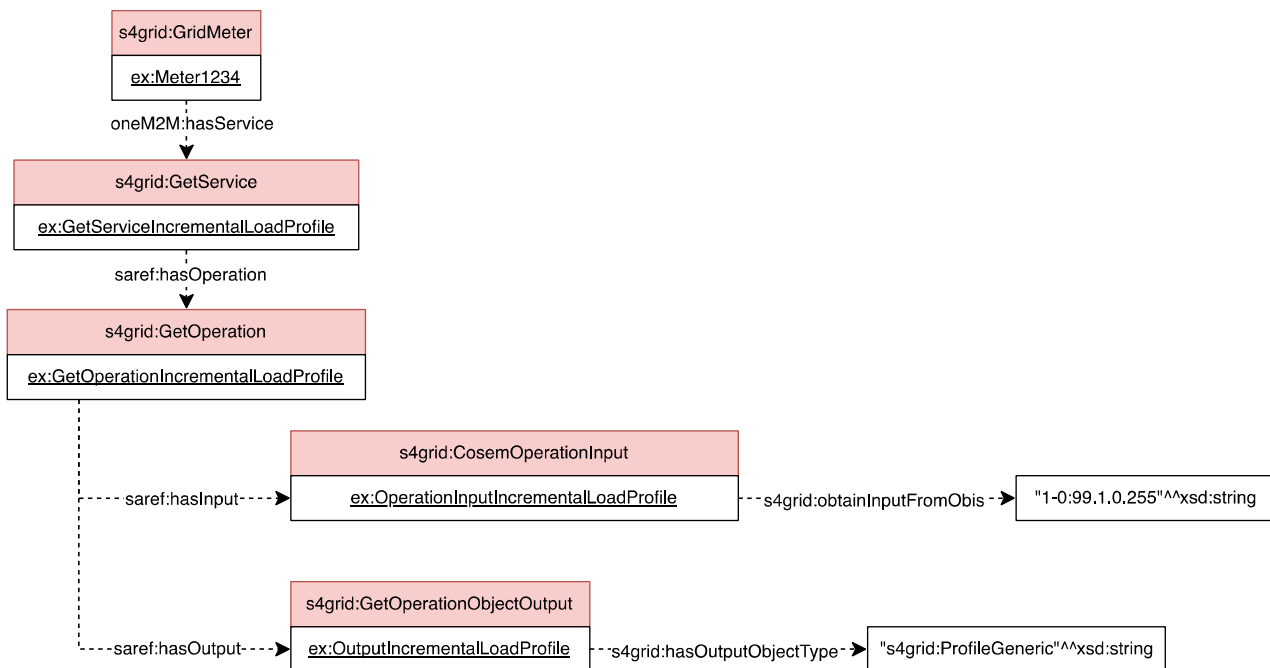 s4grid:GridMeter
ex:Meter1234
oneM2M:hasService
s4grid:GetService
ex:GetServiceIncrementalLoadProfile
saref:hasOperation
s4grid:GetOperation
ex:GetOperationIncrementalLoadProfile
s4grid:CosemOperationInput
saref:hasInput
ex:OperationInputIncrementalLoadProfile
s4grid:obtainInputFromObis
"1-0:99.1.0.255"^^xsd:string
s4grid:GetOperationObjectOutput
saref:hasOutput
ex:OutputIncrementalLoadProfile
s4grid:hasOutputObjectType
"s4grid:ProfileGeneric"^^xsd:string